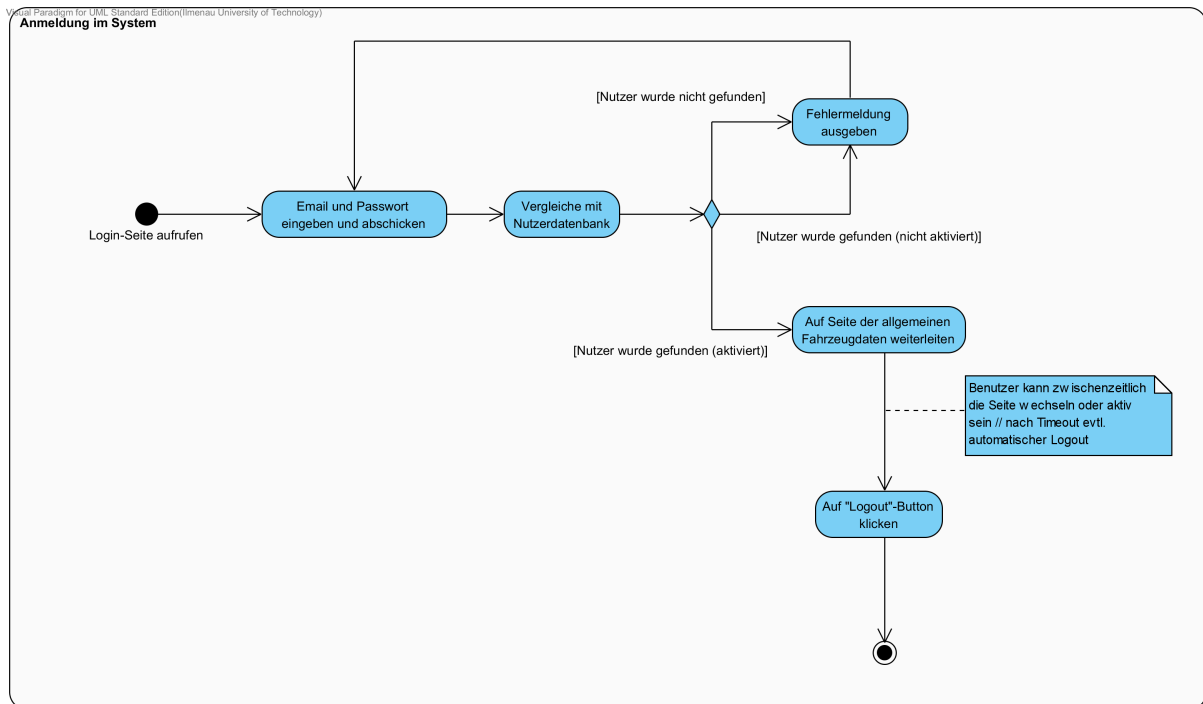 Visual Paradigm for UML Standard Edition(Ilmenau University of Technology)
Anmeldung im System
[Nutzer wurde nicht gefunden]
Fehlermeldung
ausgeben
Email und Passwort
eingeben und abschicken
Vergleiche mit
Nutzerdatenbank
Login-Seite aufrufen
[Nutzer wurde gefunden (nicht aktiviert)]
Auf Seite der allgemeinen
Fahrzeugdaten weiterleiten
[Nutzer wurde gefunden (aktiviert)]
Benutzer kann zwischenzeitlich
die Seite wechseln oder aktiv
sein // nach Timeout evtl.
automatischer Logout
Auf "Logout"-Button
klicken